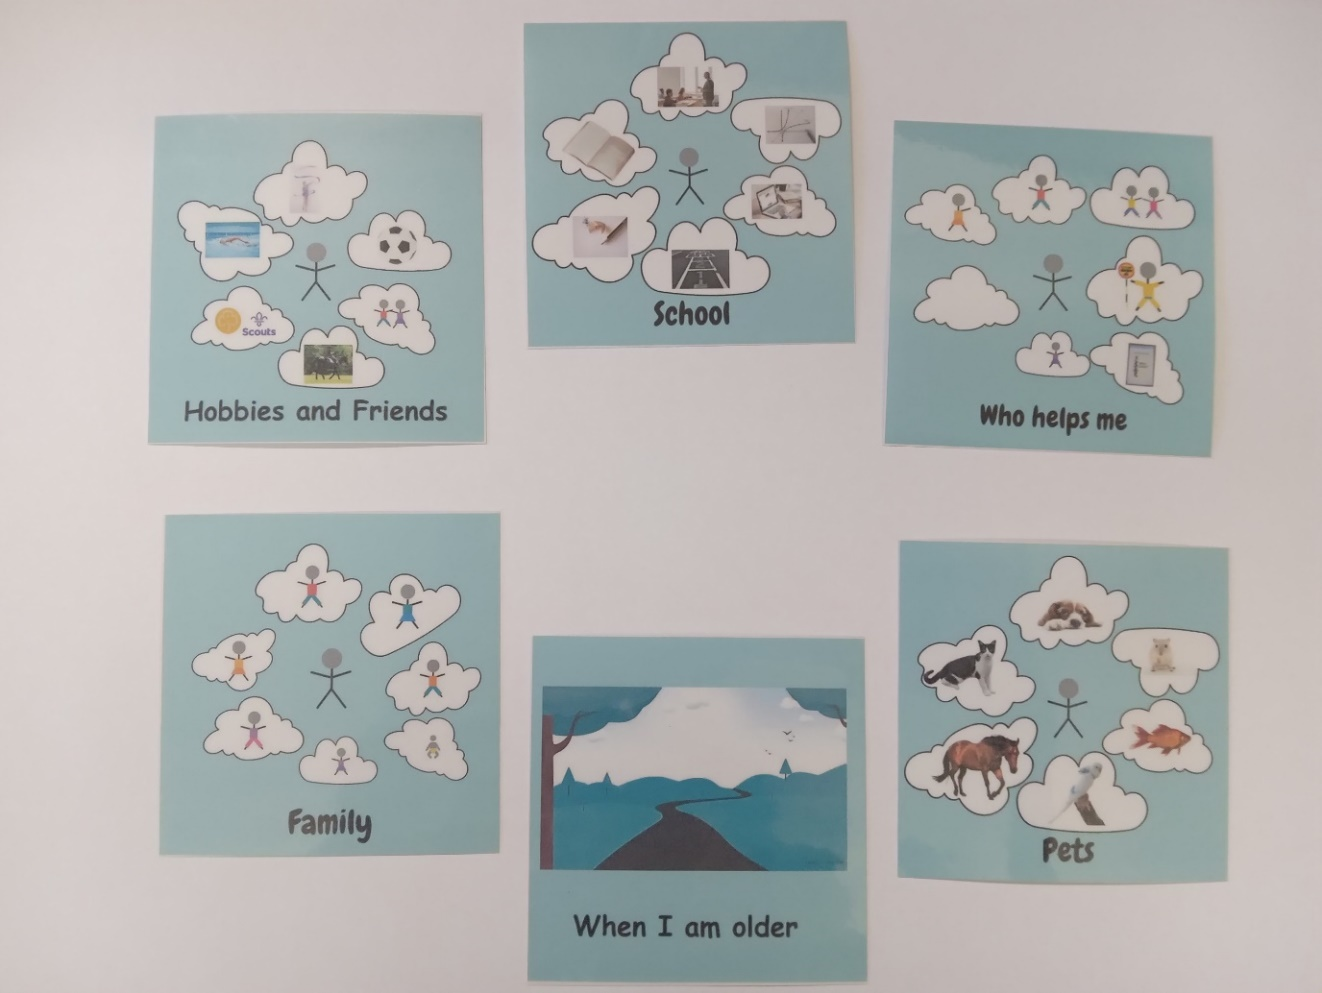 School
Scouts
Hobbies and Friends
Who helps me
Family
When I am older
Pets